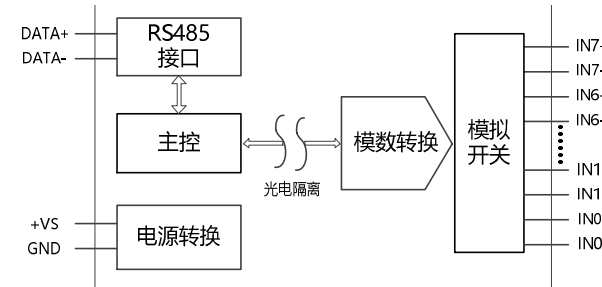 DATA+
DATA-
RS485
接口
主控
光电隔离
模数转换
模拟
开关
+VS
GND
电源转换
IN7
IN7-
IN6
IN6-
IN1
IN1
IN0
IN0